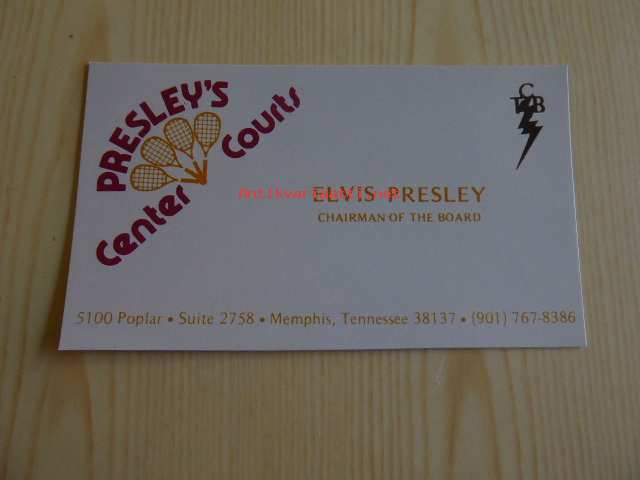 PRESLEY'S
Center Courts
TCB
ELVIS PRESLEY
CHAIRMAN OF THE BOARD
5100 Poplar • Suite 2758 • Memphis, Tennessee 38137 • (901) 767-8386